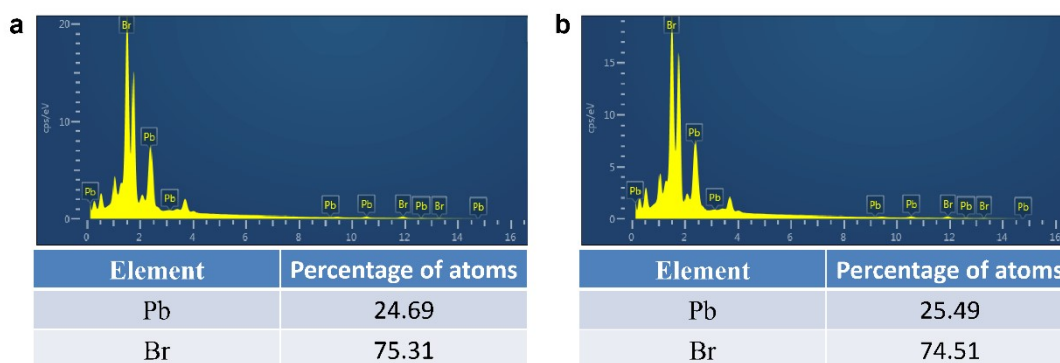 a
b
20
10
0
cps/eV
Br
Pb
Pb
Pb
Pb
Pb
Br
Pb
Br
Pb
0 2 4 6 8 10 12 14 16
15
10
5
0
cps/eV
Br
Pb
Pb
Pb
Pb
Pb
Br
Pb
Br
Pb
0 2 4 6 8 10 12 14 16
Element Percentage of atoms
Pb 24.69
Br 75.31
Element Percentage of atoms
Pb 25.49
Br 74.51